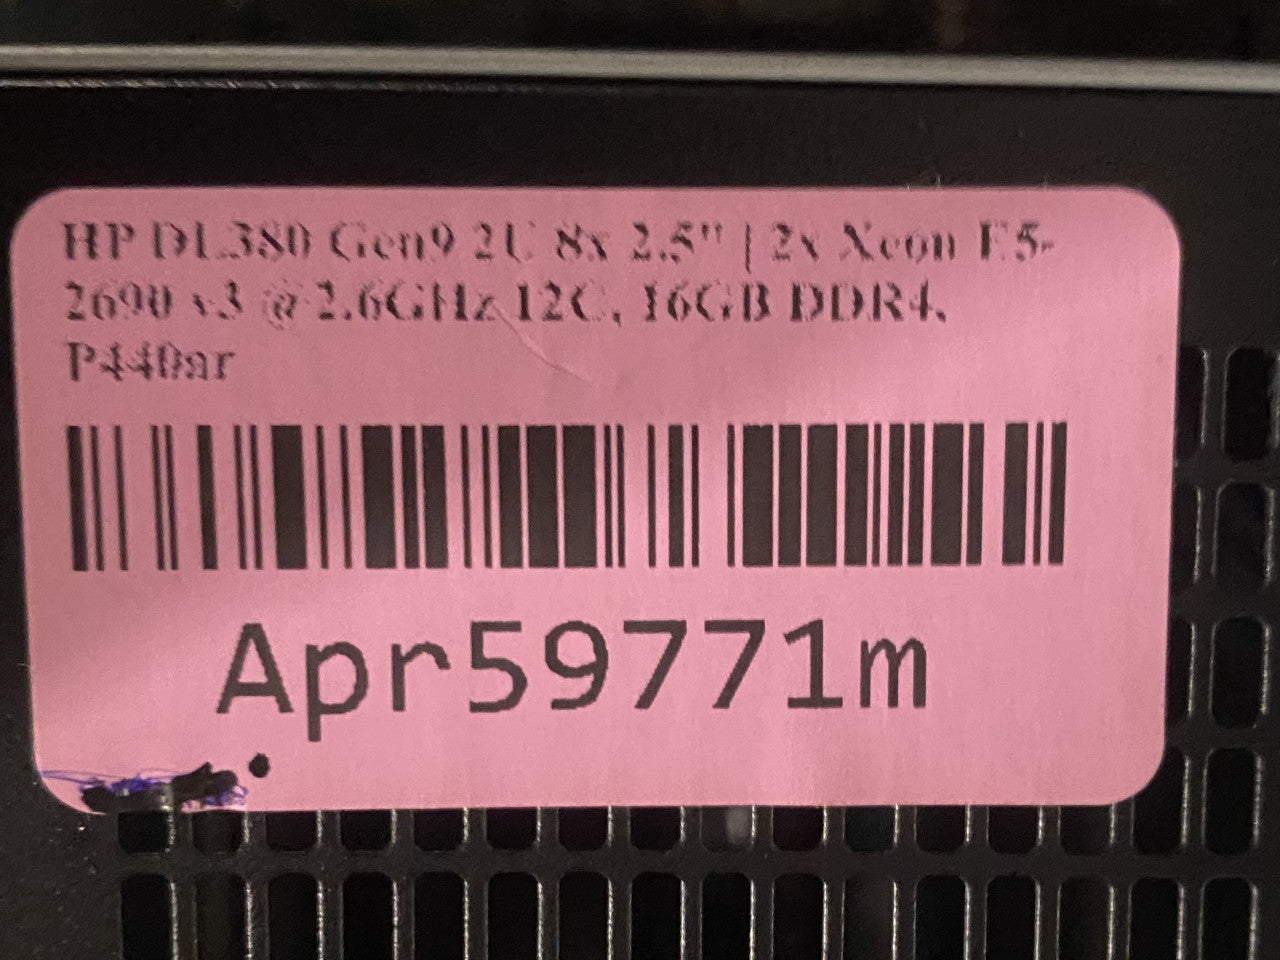 HP DL380 Gen9 2U 8x 2.5" | 2x Xeon E5-
2690 v3 @ 2.6GHz 12C, 16GB DDR4,
P440ar
Apr59771m